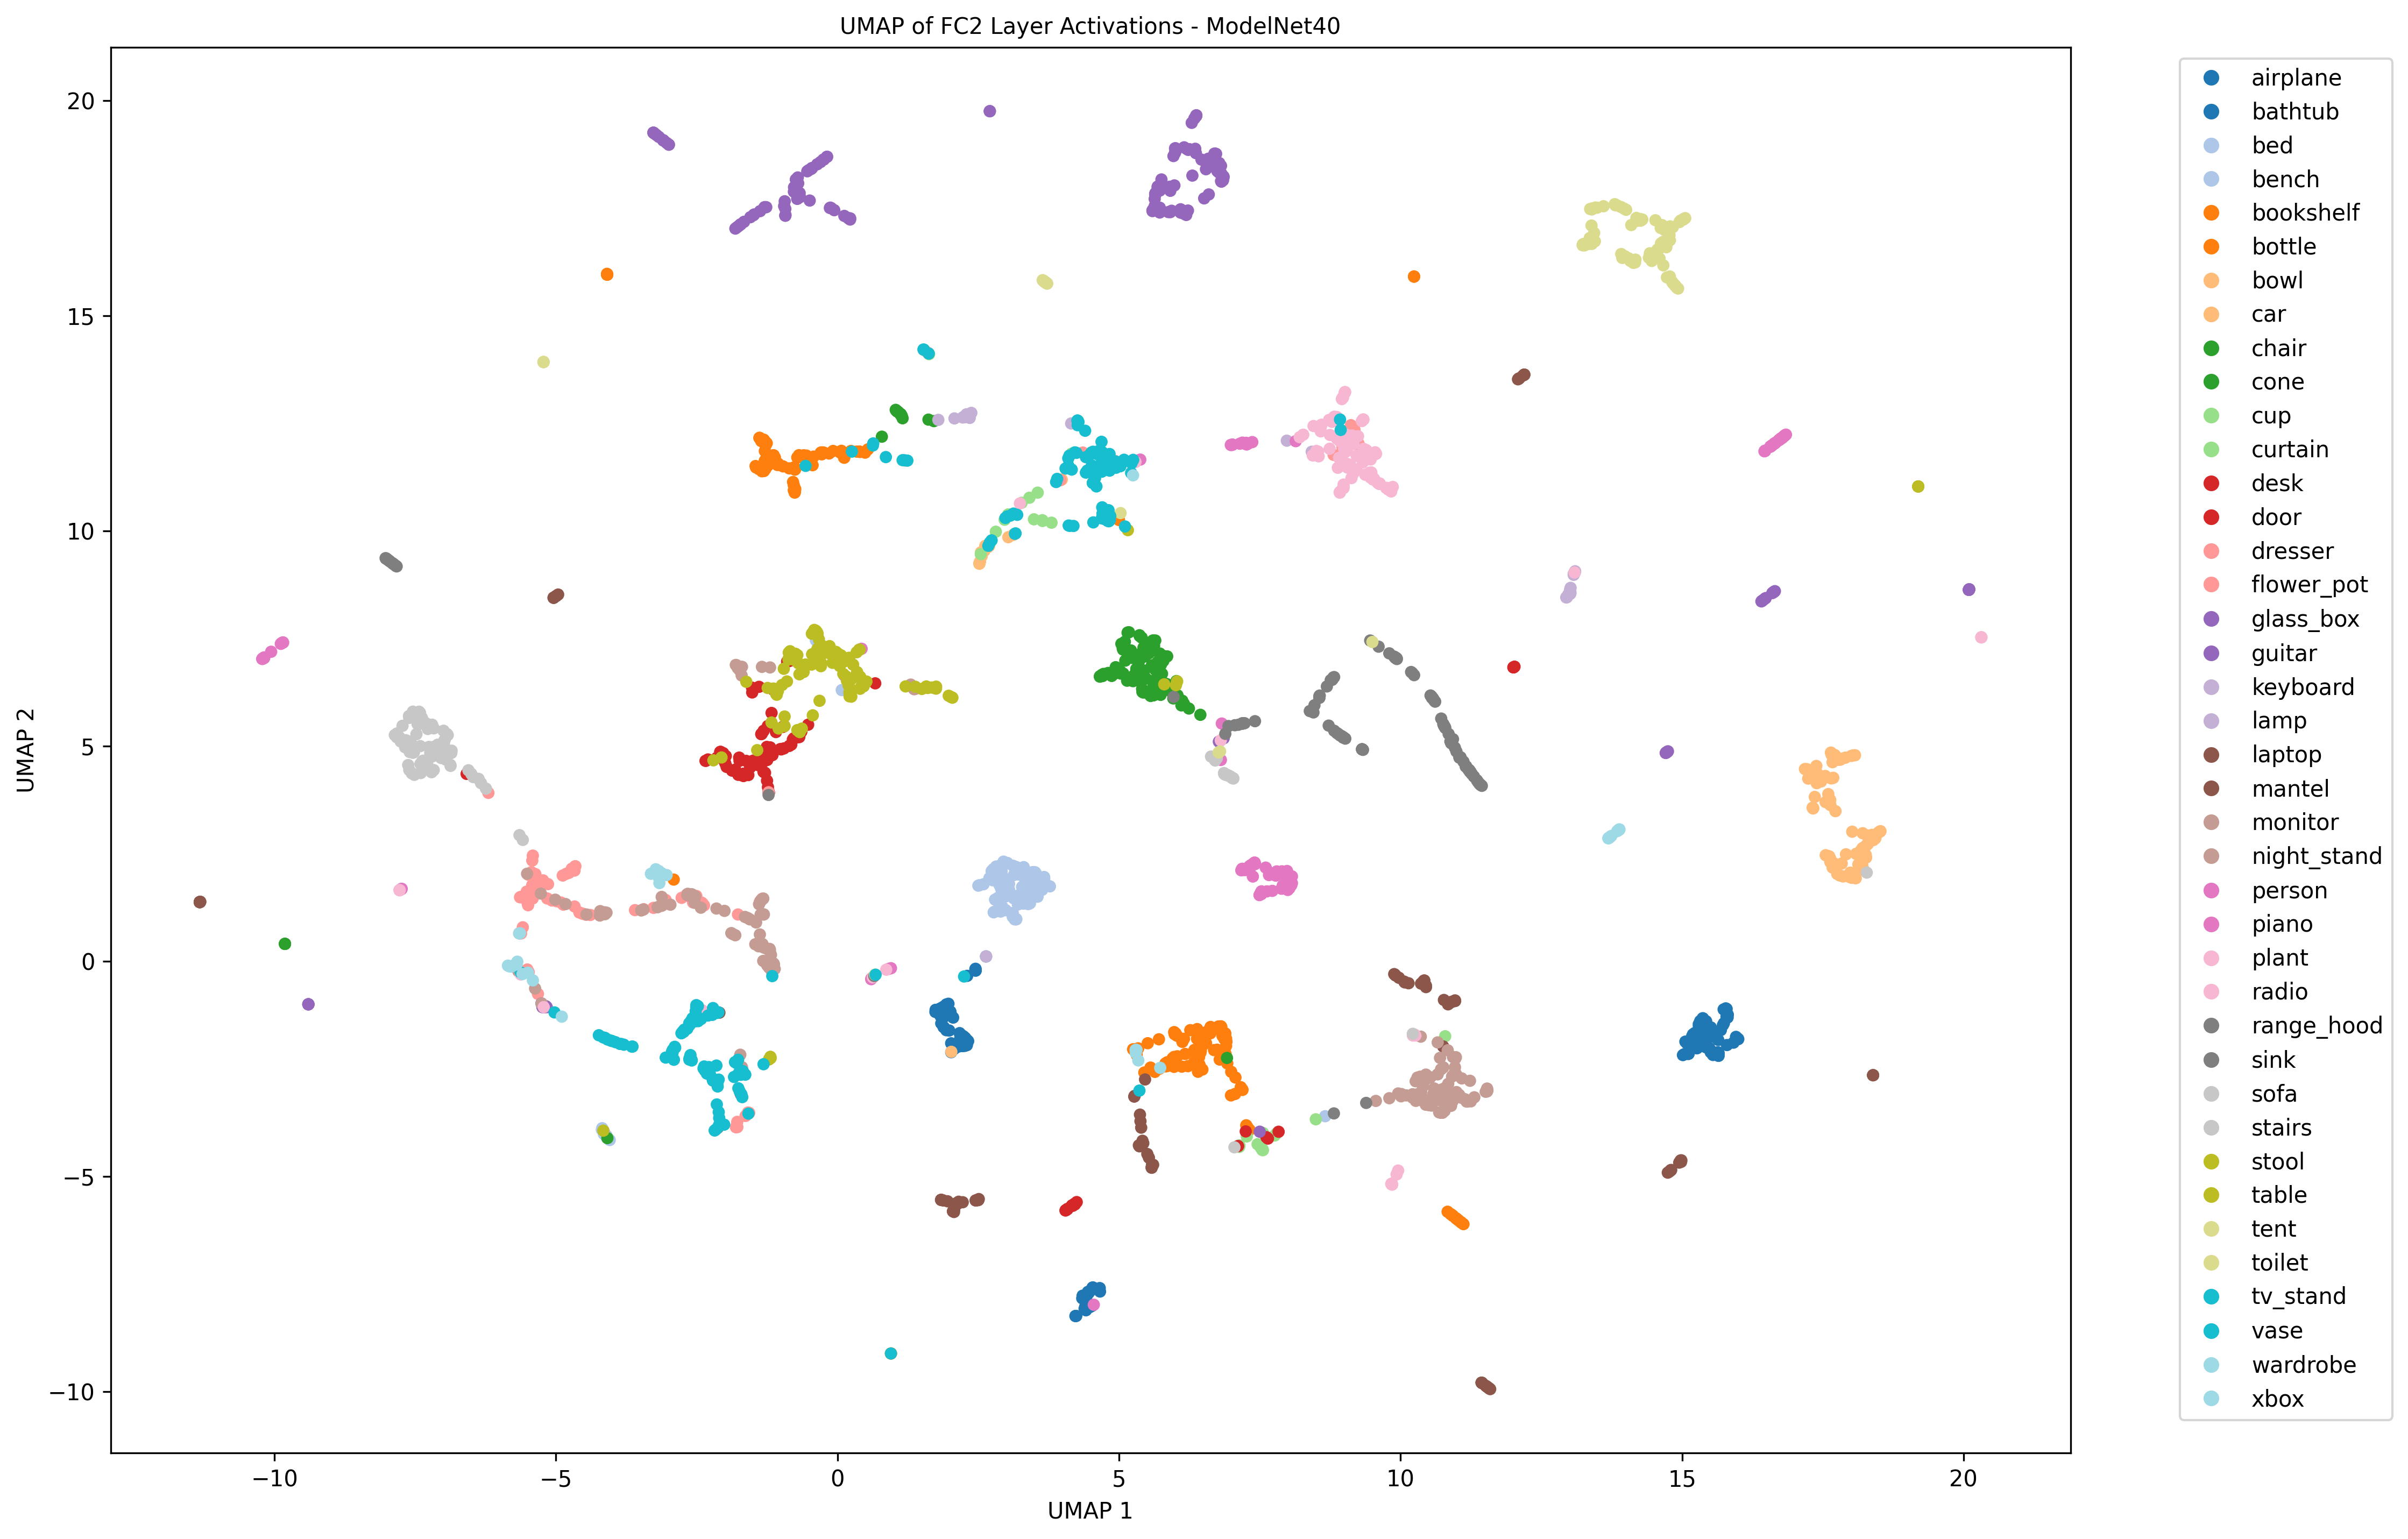 UMAP of FC2 Layer Activations - ModelNet40
20
15
10
5
0
−5
−10
UMAP 2
−10
−5
0
5
10
15
20
UMAP 1
airplane
bathtub
bed
bench
bookshelf
bottle
bowl
car
chair
cone
cup
curtain
desk
door
dresser
flower_pot
glass_box
guitar
keyboard
lamp
laptop
mantel
monitor
night_stand
person
piano
plant
radio
range_hood
sink
sofa
stairs
stool
table
tent
toilet
tv_stand
vase
wardrobe
xbox